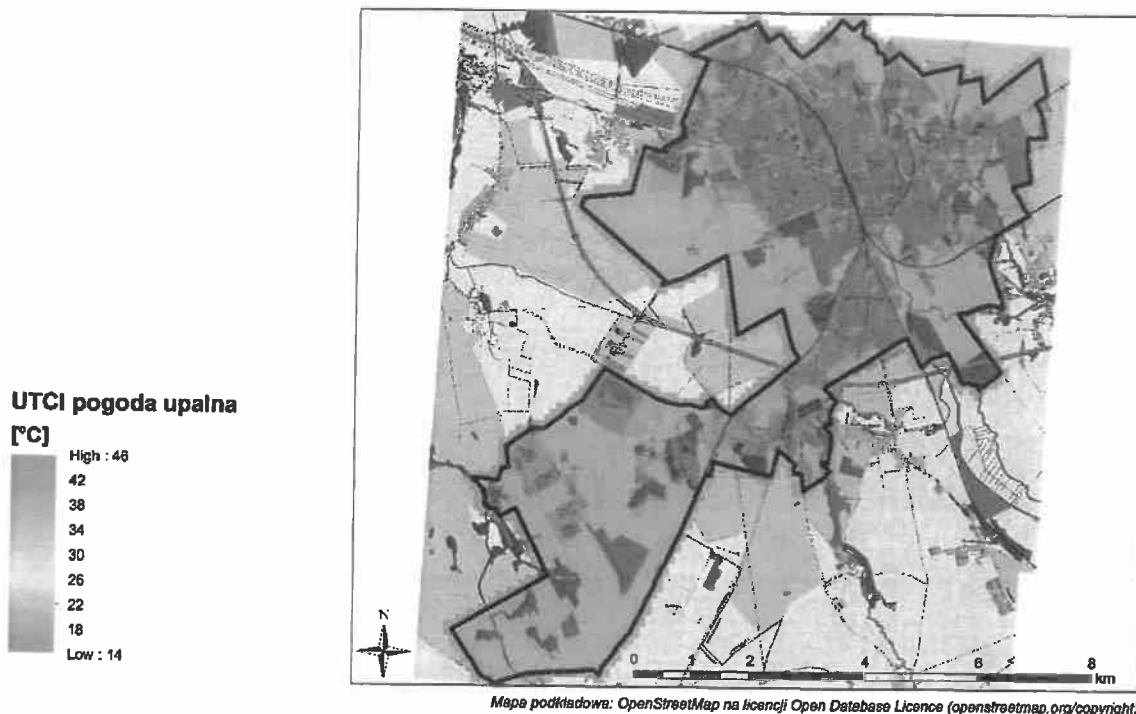 UTCI pogoda upalna
[°C]
High : 46
42
38
34
30
26
22
18
Low : 14
N
0 1 2 4 6 8
km
Mapa podkładowa: OpenStreetMap na licencji Open Database Licence (openstreetmap.org/copyright.